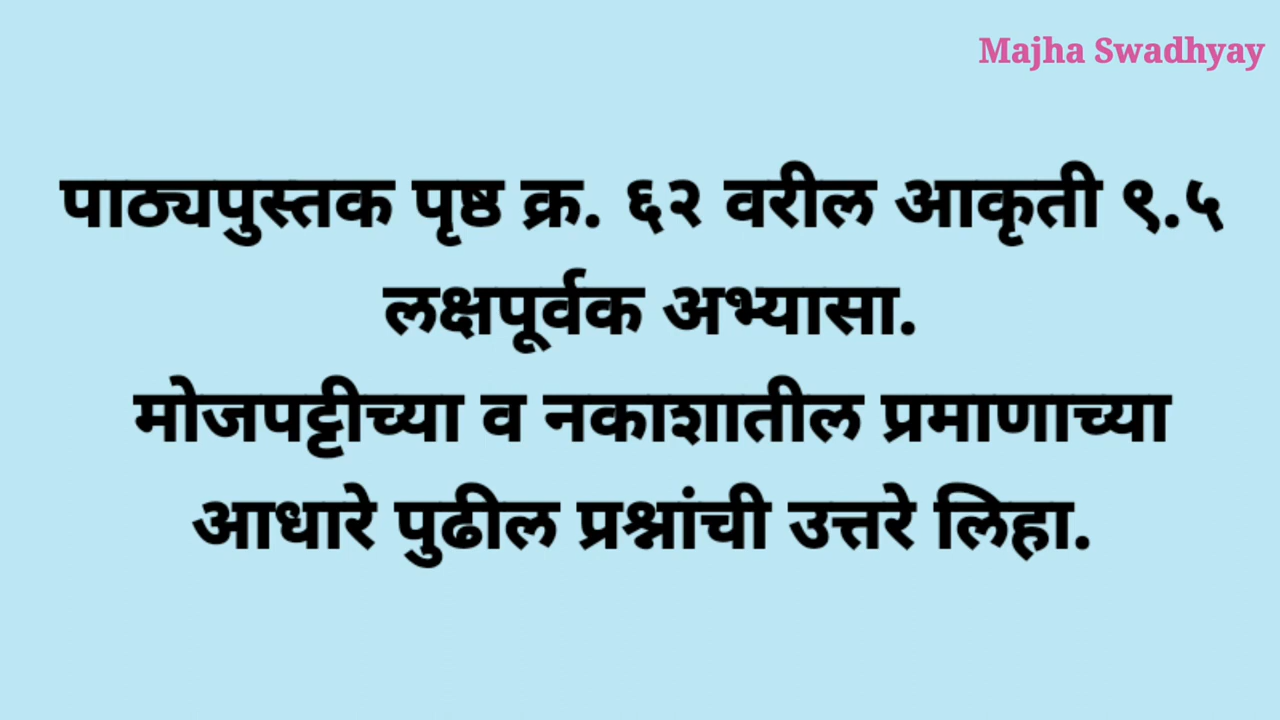 Majha Swadhyay
पाठ्यपुस्तक पृष्ठ क्र. ६२ वरील आकृती ९.५
लक्षपूर्वक अभ्यासा.
मोजपट्टीच्या व नकाशातील प्रमाणाच्या
आधारे पुढील प्रश्नांची उत्तरे लिहा.